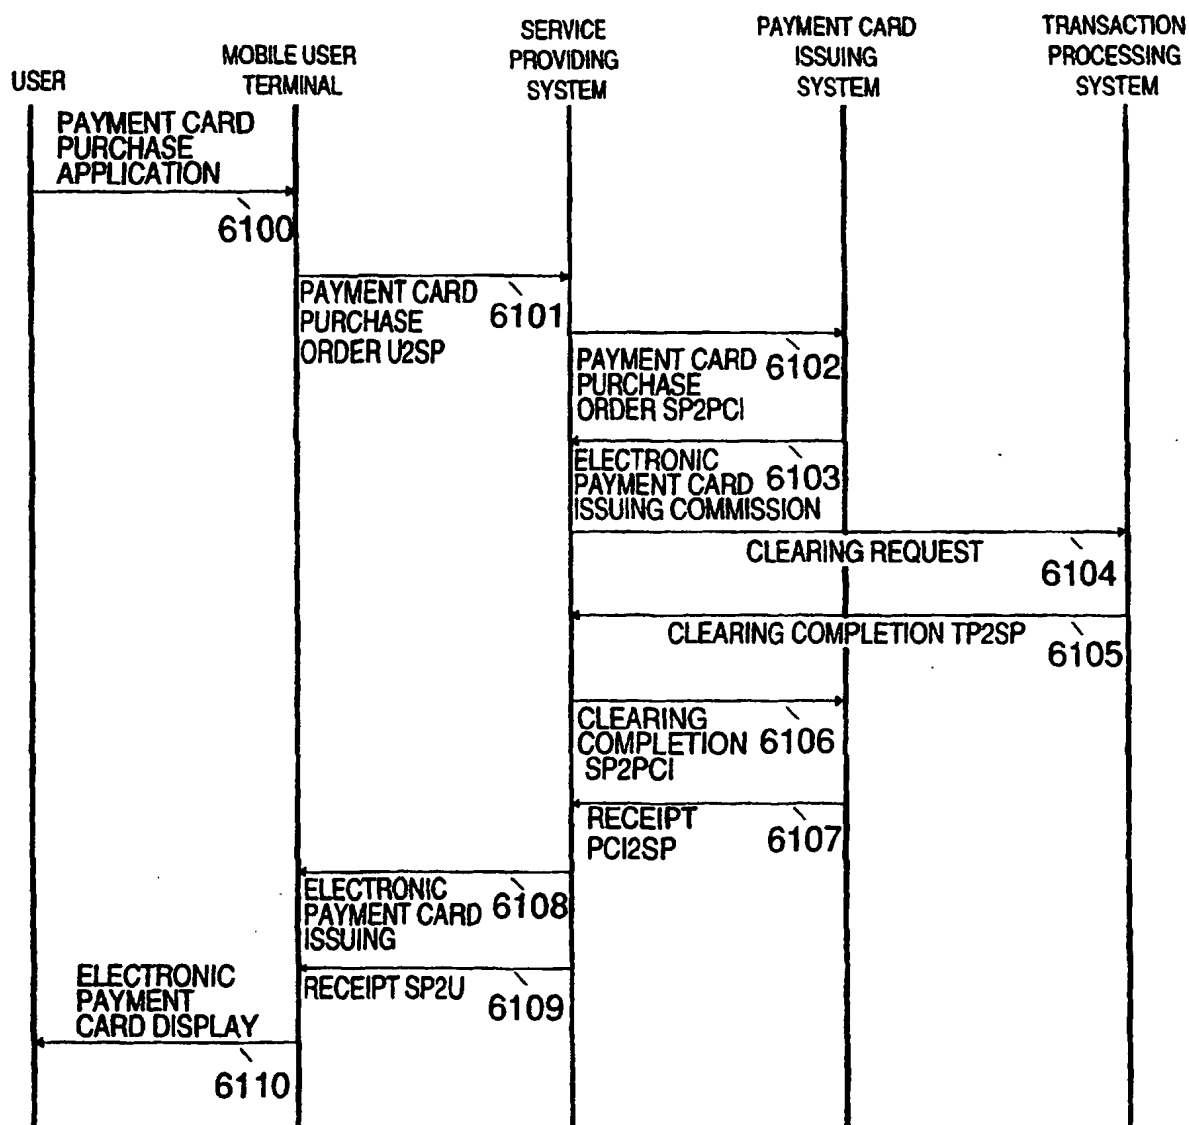 USER
MOBILE USER
TERMINAL
SERVICE
PROVIDING
SYSTEM
PAYMENT CARD
ISSUING
SYSTEM
TRANSACTION
PROCESSING
SYSTEM
PAYMENT CARD
PURCHASE
APPLICATION
6100
PAYMENT CARD
PURCHASE
ORDER U2SP
6101
PAYMENT CARD
PURCHASE
ORDER SP2PCI
6102
ELECTRONIC
PAYMENT CARD
ISSUING COMMISSION
6103
CLEARING REQUEST
6104
CLEARING COMPLETION TP2SP
6105
CLEARING
COMPLETION
SP2PCI
6106
RECEIPT
PCI2SP
6107
ELECTRONIC
PAYMENT CARD
ISSUING
6108
RECEIPT SP2U
6109
ELECTRONIC
PAYMENT
CARD DISPLAY
6110